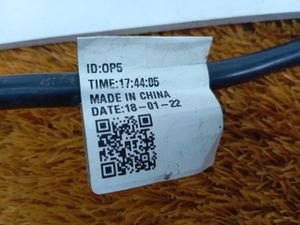 ID:OP5
TIME:17:44:05
MADE IN CHINA
DATE:18-01-22